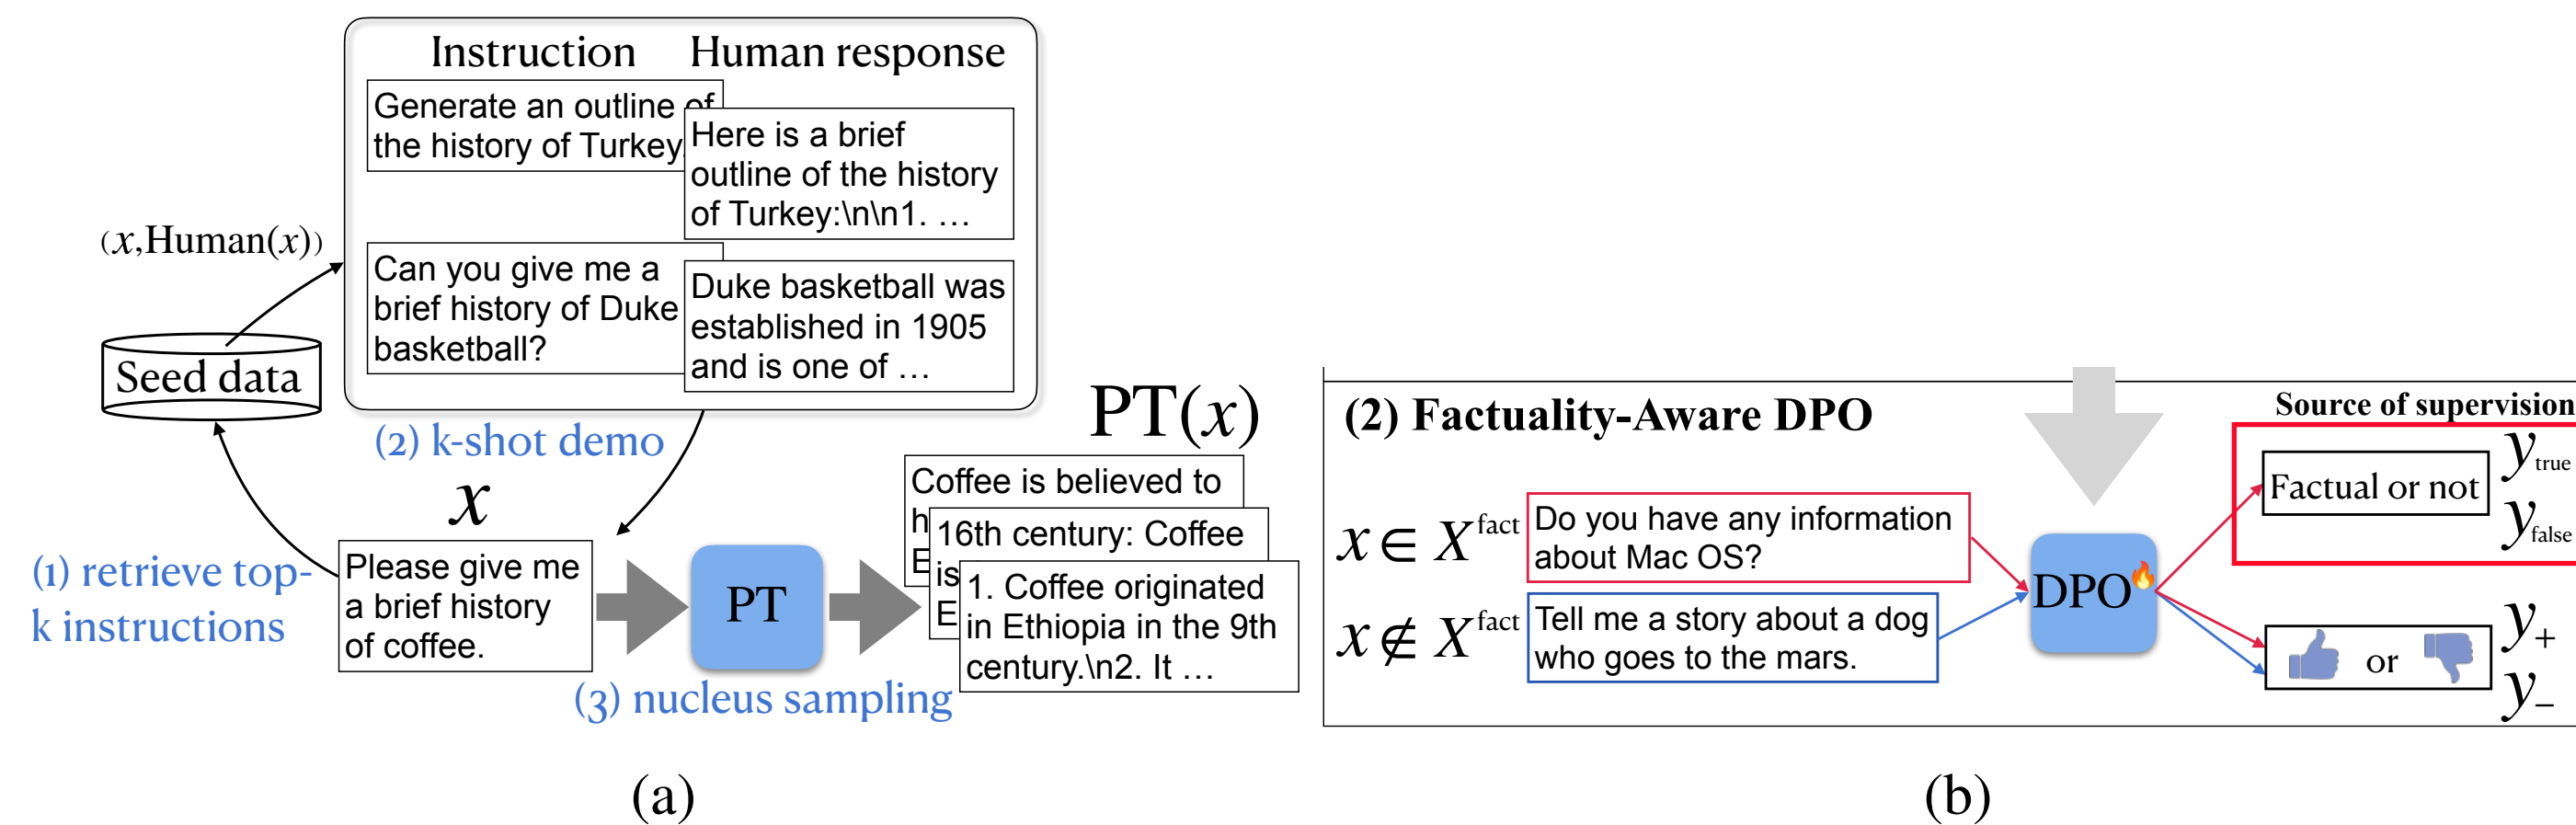 Instruction
Human response
Generate an outline of
the history of Turkey.
Here is a brief
outline of the history
of Turkey:\n\n1. …
(x,Human(x))
Can you give me a
brief history of Duke
basketball?
Duke basketball was
established in 1905
and is one of …
Seed data
(2) k-shot demo
PT(x)
x
(1) retrieve top-
k instructions
Please give me
a brief history
of coffee.
PT
Coffee is believed to
h
E
16th century: Coffee
is
E
1. Coffee originated
in Ethiopia in the 9th
century.\n2. It …
(3) nucleus sampling
(a)
(2) Factuality-Aware DPO
Source of supervision
x ∈ X^fact
Do you have any information
about Mac OS?
x ∉ X^fact
Tell me a story about a dog
who goes to the mars.
DPO
Factual or not
y_true
y_false
or
y_+
y_−
(b)